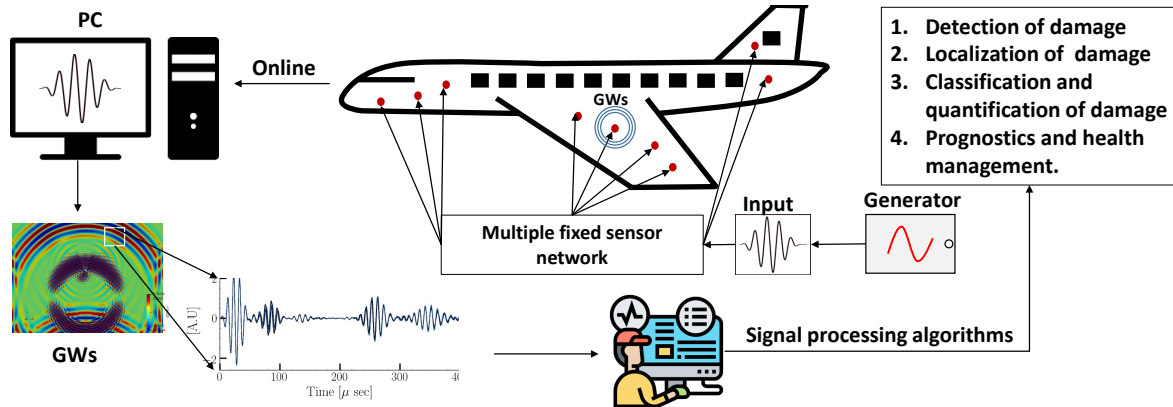 PC
Online
GWs
1. Detection of damage
2. Localization of damage
3. Classification and
quantification of damage
4. Prognostics and health
management.
Multiple fixed sensor
network
Input
Generator
GWs
2
0
−2
[A.U]
0
100
200
300
40
Time [μ sec]
Signal processing algorithms